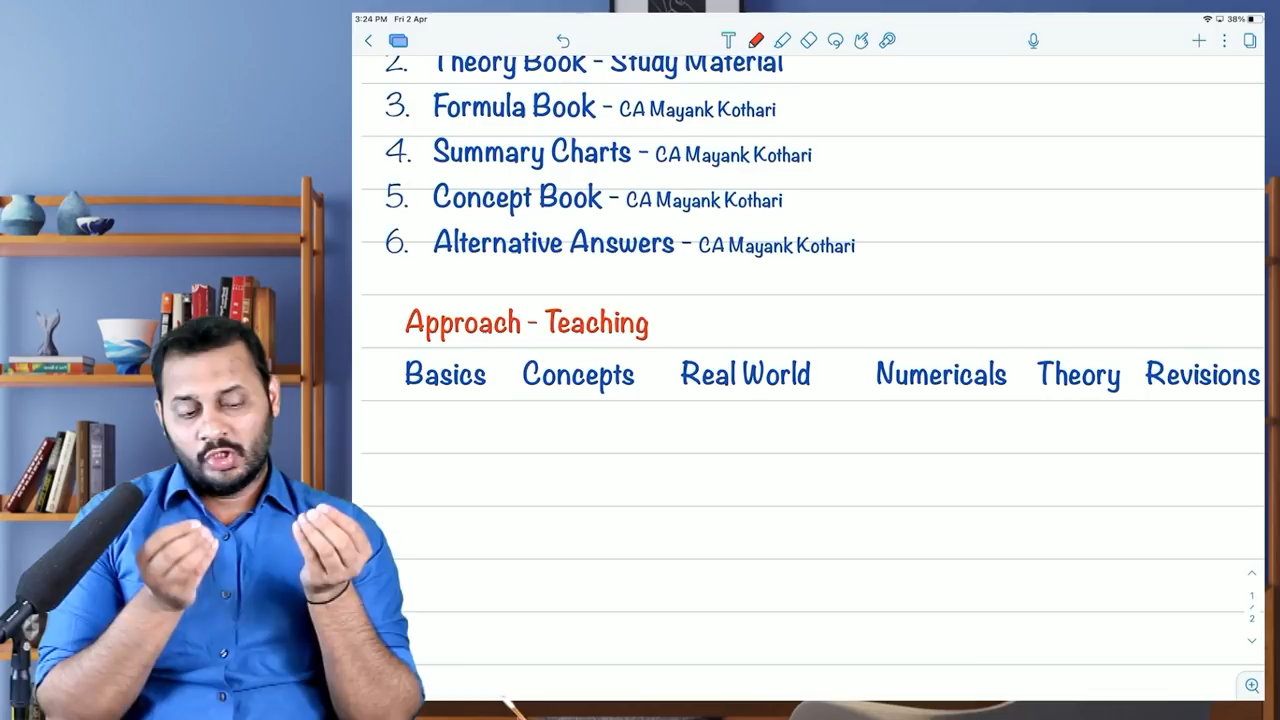 3:24 PM Fri 2 Apr
38%
2. Theory Book - Study Material
3. Formula Book - CA Mayank Kothari
4. Summary Charts - CA Mayank Kothari
5. Concept Book - CA Mayank Kothari
6. Alternative Answers - CA Mayank Kothari
Approach - Teaching
Basics Concepts Real World Numericals Theory Revisions
1
/
2